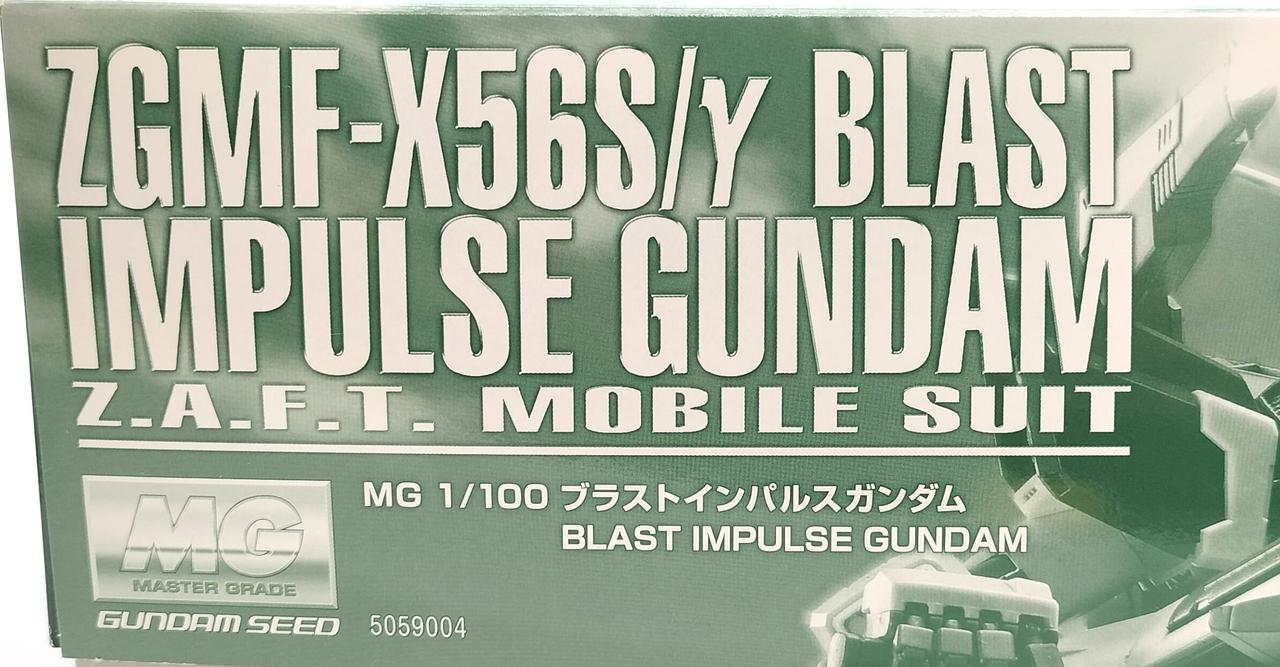 ZGMF-X56S/γ BLAST
IMPULSE GUNDAM
Z.A.F.T. MOBILE SUIT
MG
MASTER GRADE
GUNDAM SEED
MG 1/100 ブラストインパルスガンダム
BLAST IMPULSE GUNDAM
5059004